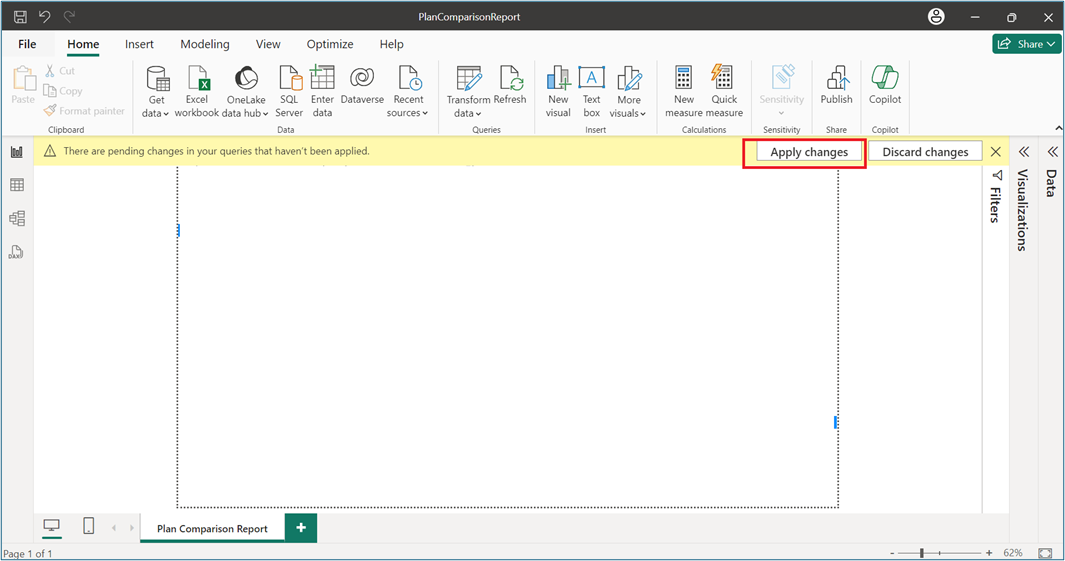 PlanComparisonReport
File Home Insert Modeling View Optimize Help
Share
Paste
Cut
Copy
Format painter
Clipboard
Get
data
Excel
workbook
OneLake
data hub
SQL
Server
Enter
data
Dataverse
Recent
sources
Data
Transform
data
Refresh
Queries
New
visual
Text
box
More
visuals
Insert
New
measure
Quick
measure
Calculations
Sensitivity
Sensitivity
Publish
Share
Copilot
Copilot
There are pending changes in your queries that haven't been applied.
Apply changes
Discard changes
Filters
Visualizations
Data
DAX
Plan Comparison Report
Page 1 of 1
62%